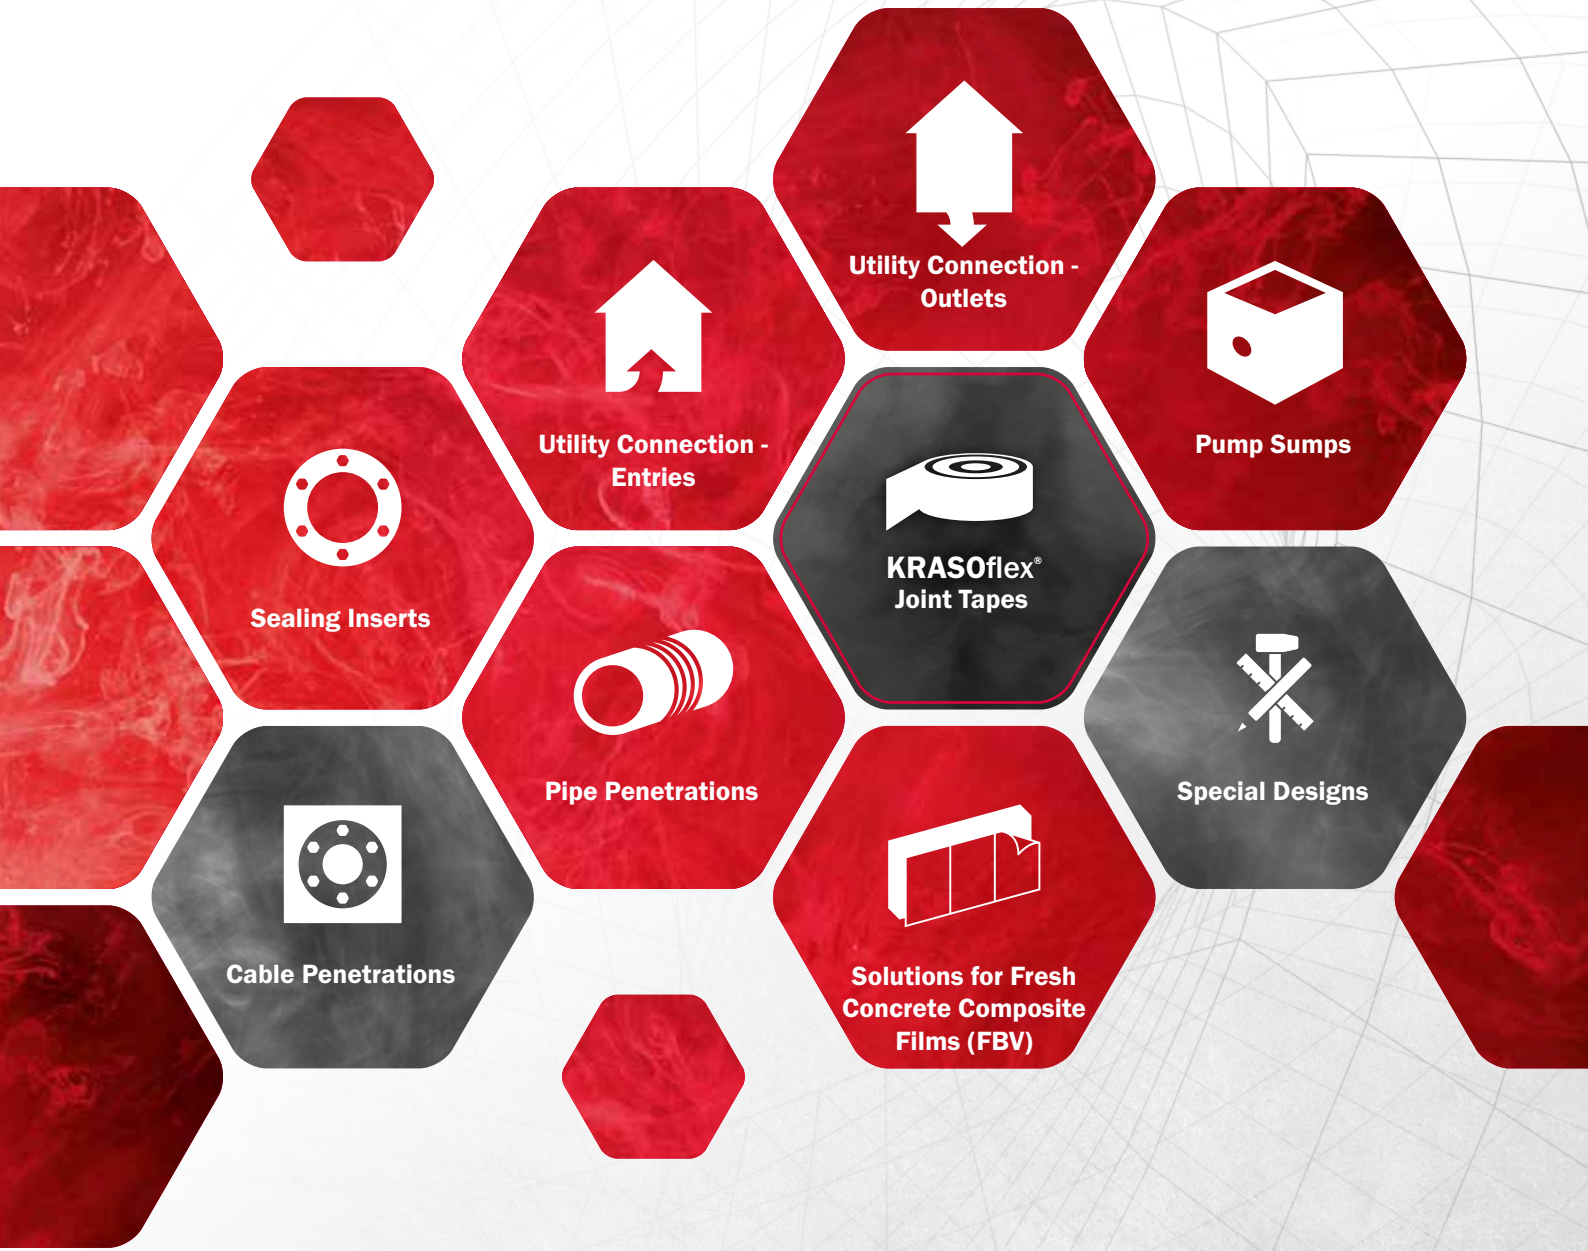 Utility Connection -
Outlets
Utility Connection -
Entries
Pump Sumps
KRASOflex®
Joint Tapes
Sealing Inserts
Pipe Penetrations
Special Designs
Cable Penetrations
Solutions for Fresh
Concrete Composite
Films (FBV)